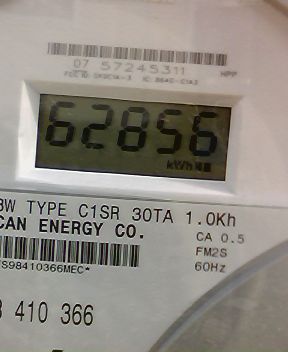 07 57245311 HPP
62856
kWh
3W TYPE C1SR 30TA 1.0Kh
CAN ENERGY CO.
CA 0.5
FM2S
60Hz
S98410366MEC*
410 366